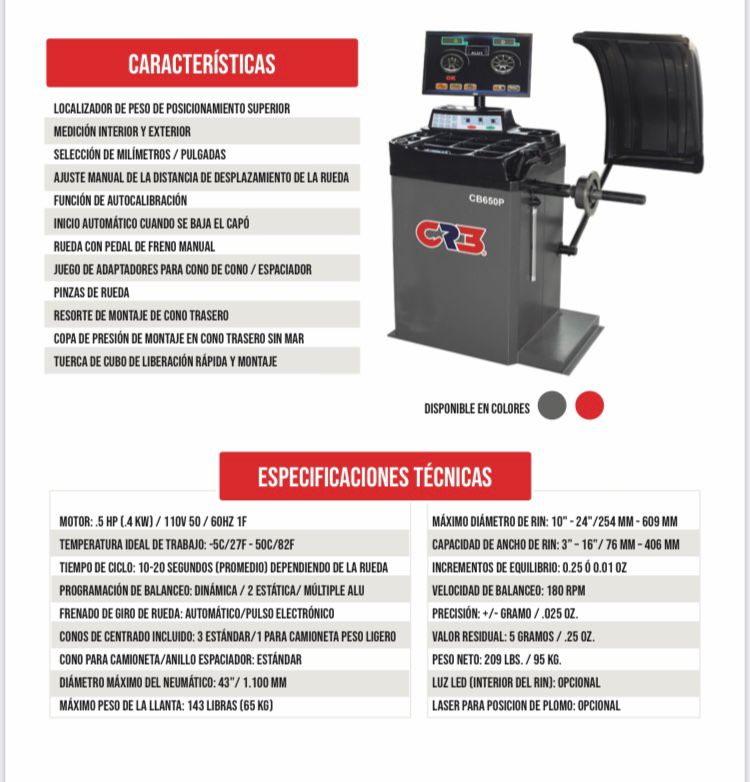 CARACTERÍSTICAS
LOCALIZADOR DE PESO DE POSICIONAMIENTO SUPERIOR
MEDICIÓN INTERIOR Y EXTERIOR
SELECCIÓN DE MILÍMETROS / PULGADAS
AJUSTE MANUAL DE LA DISTANCIA DE DESPLAZAMIENTO DE LA RUEDA
FUNCIÓN DE AUTOCALIBRACIÓN
INICIO AUTOMÁTICO CUANDO SE BAJA EL CAPÓ
RUEDA CON PEDAL DE FRENO MANUAL
JUEGO DE ADAPTADORES PARA CONO DE CONO / ESPACIADOR
PINZAS DE RUEDA
RESORTE DE MONTAJE DE CONO TRASERO
COPA DE PRESIÓN DE MONTAJE EN CONO TRASERO SIN MAR
TUERCA DE CUBO DE LIBERACIÓN RÁPIDA Y MONTAJE
OK
CB650P
CR3
DISPONIBLE EN COLORES
ESPECIFICACIONES TÉCNICAS
MOTOR: .5 HP (.4 KW) / 110V 50 / 60HZ 1F
TEMPERATURA IDEAL DE TRABAJO: -5C/27F - 50C/82F
TIEMPO DE CICLO: 10-20 SEGUNDOS (PROMEDIO) DEPENDIENDO DE LA RUEDA
PROGRAMACIÓN DE BALANCEO: DINÁMICA / 2 ESTÁTICA/ MÚLTIPLE ALU
FRENADO DE GIRO DE RUEDA: AUTOMÁTICO/PULSO ELECTRÓNICO
CONOS DE CENTRADO INCLUIDO: 3 ESTÁNDAR/1 PARA CAMIONETA PESO LIGERO
CONO PARA CAMIONETA/ANILLO ESPACIADOR: ESTÁNDAR
DIÁMETRO MÁXIMO DEL NEUMÁTICO: 43"/ 1.100 MM
MÁXIMO PESO DE LA LLANTA: 143 LIBRAS (65 KG)
MÁXIMO DIÁMETRO DE RIN: 10" - 24"/254 MM - 609 MM
CAPACIDAD DE ANCHO DE RIN: 3” – 16”/ 76 MM – 406 MM
INCREMENTOS DE EQUILIBRIO: 0.25 Ó 0.01 OZ
VELOCIDAD DE BALANCEO: 180 RPM
PRECISIÓN: +/- GRAMO / .025 OZ.
VALOR RESIDUAL: 5 GRAMOS / .25 OZ.
PESO NETO: 209 LBS. / 95 KG.
LUZ LED (INTERIOR DEL RIN): OPCIONAL
LASER PARA POSICION DE PLOMO: OPCIONAL